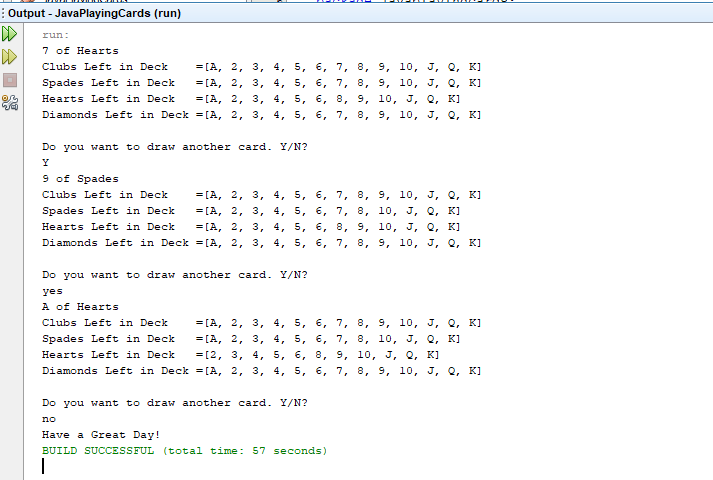 Output - JavaPlayingCards (run)
run:
7 of Hearts
Clubs Left in Deck    =[A, 2, 3, 4, 5, 6, 7, 8, 9, 10, J, Q, K]
Spades Left in Deck   =[A, 2, 3, 4, 5, 6, 7, 8, 9, 10, J, Q, K]
Hearts Left in Deck   =[A, 2, 3, 4, 5, 6, 8, 9, 10, J, Q, K]
Diamonds Left in Deck =[A, 2, 3, 4, 5, 6, 7, 8, 9, 10, J, Q, K]
Do you want to draw another card. Y/N?
Y
9 of Spades
Clubs Left in Deck    =[A, 2, 3, 4, 5, 6, 7, 8, 9, 10, J, Q, K]
Spades Left in Deck   =[A, 2, 3, 4, 5, 6, 7, 8, 10, J, Q, K]
Hearts Left in Deck   =[A, 2, 3, 4, 5, 6, 8, 9, 10, J, Q, K]
Diamonds Left in Deck =[A, 2, 3, 4, 5, 6, 7, 8, 9, 10, J, Q, K]
Do you want to draw another card. Y/N?
yes
A of Hearts
Clubs Left in Deck    =[A, 2, 3, 4, 5, 6, 7, 8, 9, 10, J, Q, K]
Spades Left in Deck   =[A, 2, 3, 4, 5, 6, 7, 8, 10, J, Q, K]
Hearts Left in Deck   =[2, 3, 4, 5, 6, 8, 9, 10, J, Q, K]
Diamonds Left in Deck =[A, 2, 3, 4, 5, 6, 7, 8, 9, 10, J, Q, K]
Do you want to draw another card. Y/N?
no
Have a Great Day!
BUILD SUCCESSFUL (total time: 57 seconds)